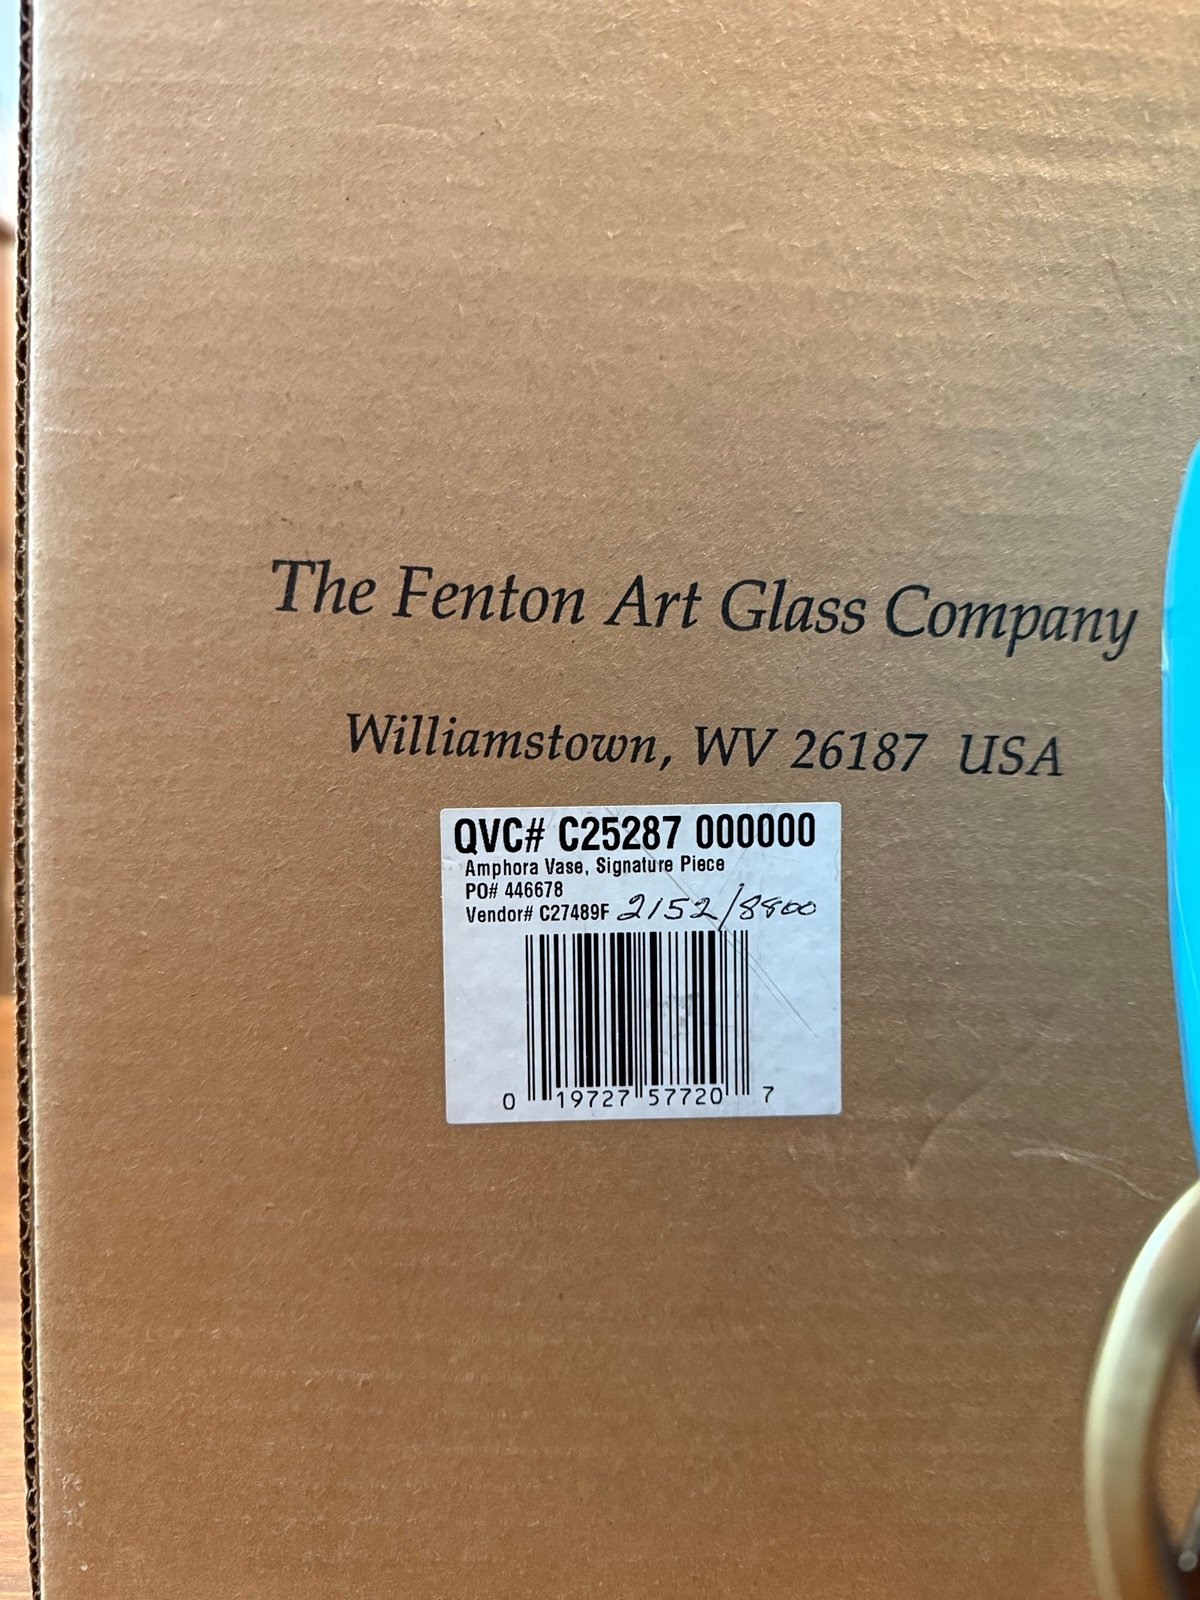 The Fenton Art Glass Company
Williamstown, WV 26187 USA
QVC# C25287 000000
Amphora Vase, Signature Piece
PO# 446678
Vendor# C27489F 2152/8800
0 19727 57720 7